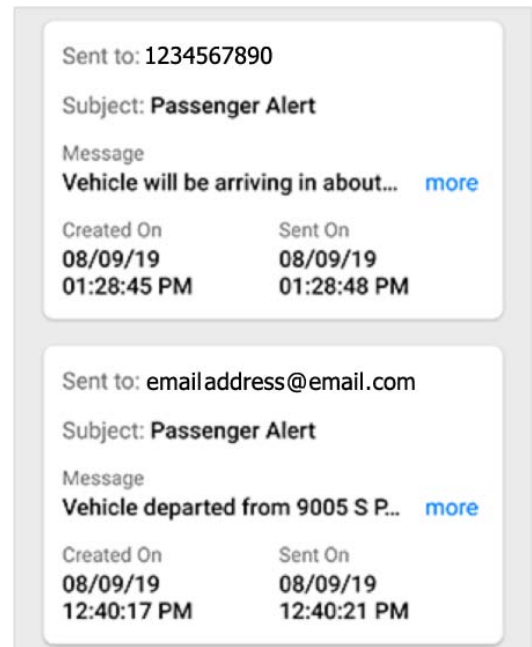 Sent to: 1234567890
Subject: Passenger Alert
Message
Vehicle will be arriving in about... more
Created On Sent On
08/09/19 08/09/19
01:28:45 PM 01:28:48 PM
Sent to: emailaddress@email.com
Subject: Passenger Alert
Message
Vehicle departed from 9005 S P... more
Created On Sent On
08/09/19 08/09/19
12:40:17 PM 12:40:21 PM